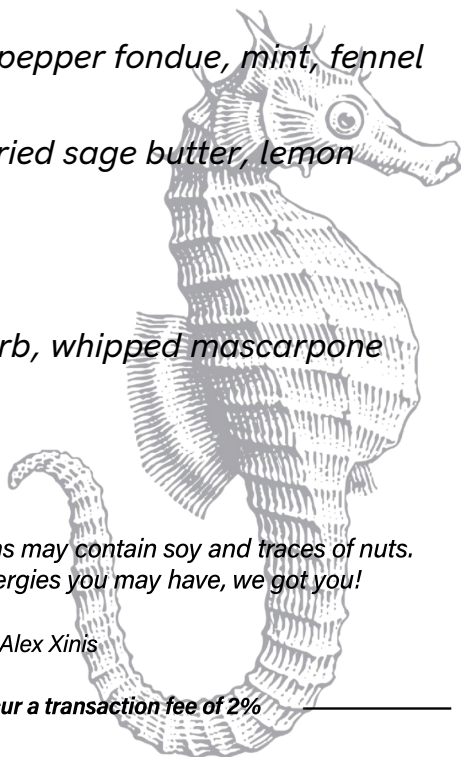 pepper fondue, mint, fennel
ried sage butter, lemon
rb, whipped mascarpone
ns may contain soy and traces of nuts.
ergies you may have, we got you!
Alex Xinis
ur a transaction fee of 2%